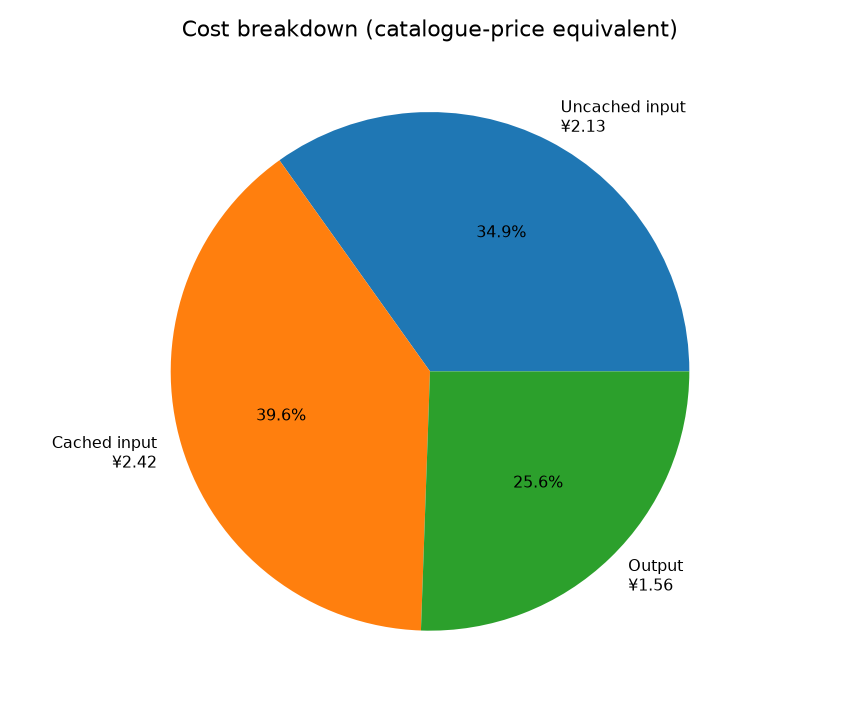 Cost breakdown (catalogue-price equivalent)
Uncached input
¥2.13
34.9%
39.6%
Cached input
¥2.42
25.6%
Output
¥1.56